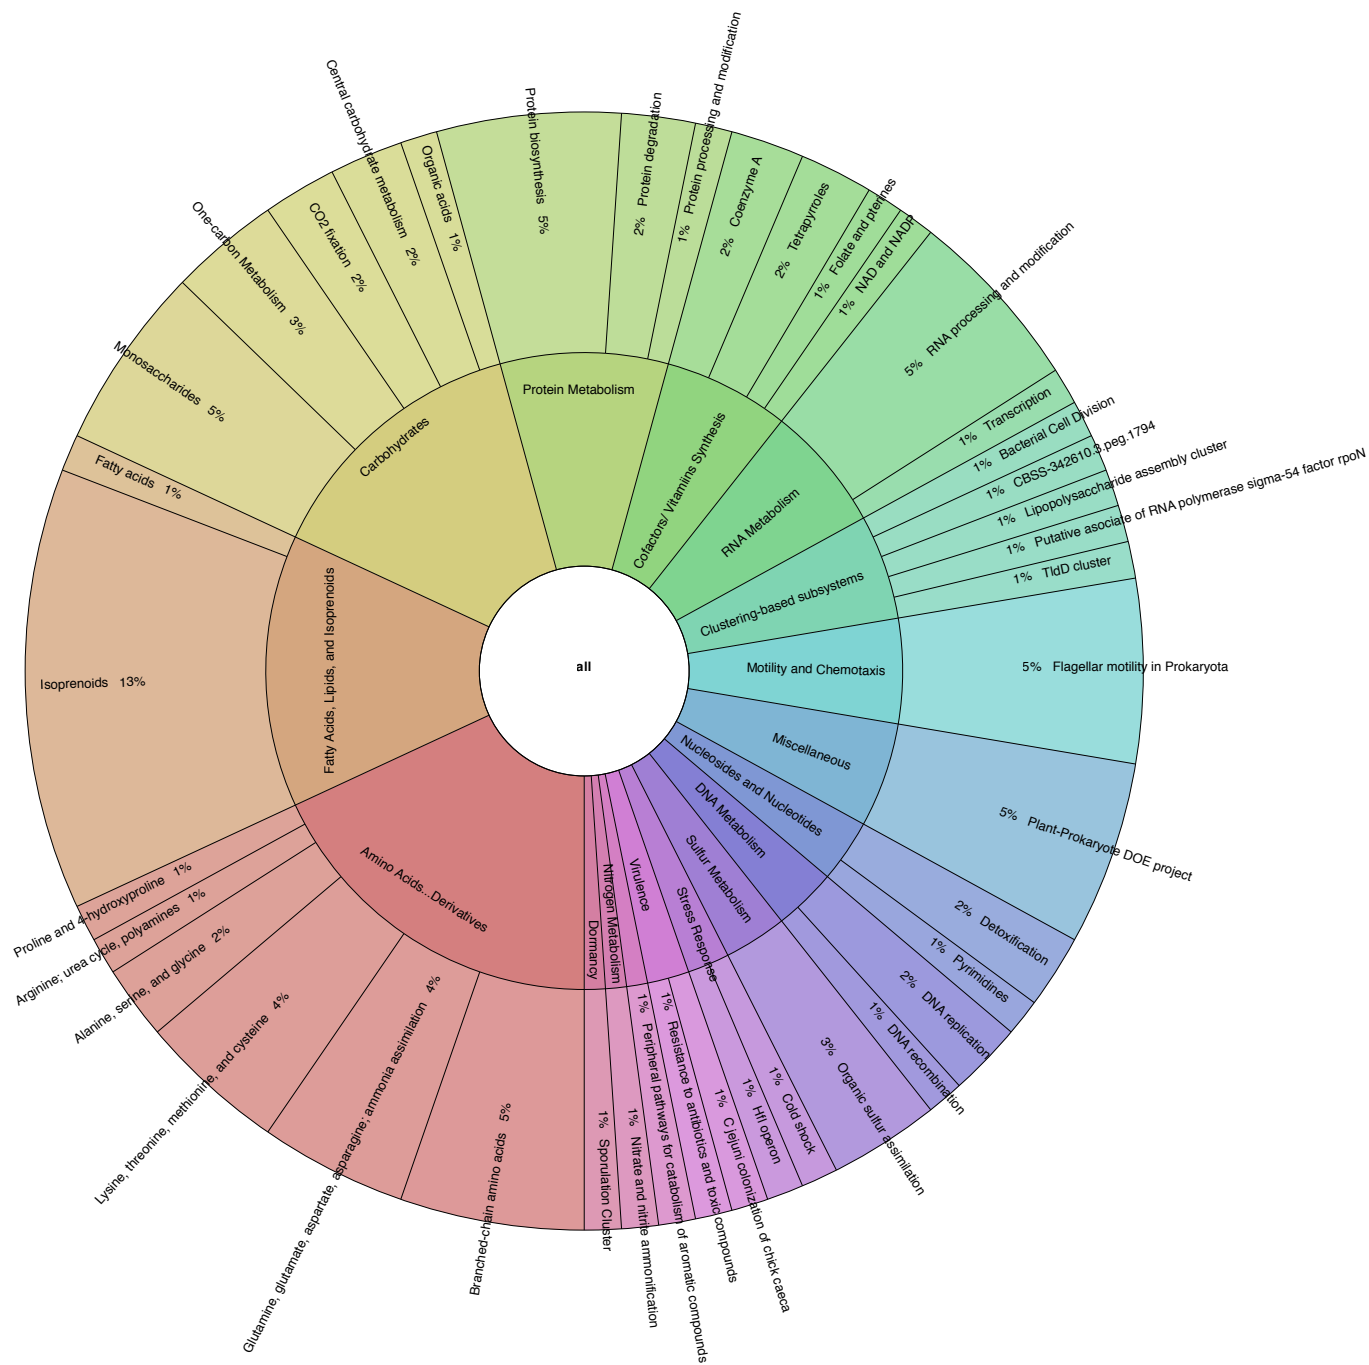 all
Protein Metabolism
Protein biosynthesis 5%
2% Protein degradation
1% Protein processing and modification
Cofactors/ Vitamiins Synthesis
2% Coenzyme A
2% Tetrapyrroles
1% Folate and pterines
1% NAD and NADP
RNA Metabolism
5% RNA processing and modification
1% Transcription
Clustering-based subsystems
1% Bacterial Cell Division
1% CBSS-342610.3.peg.1794
1% Lipopolysaccharide assembly cluster
1% Putative asociate of RNA polymerase sigma-54 factor rpoN
1% TldD cluster
Motility and Chemotaxis
5% Flagellar motility in Prokaryota
Miscellaneous
5% Plant-Prokaryote DOE project
Nucleosides and Nucleotides
2% Detoxification
1% Pyrimidines
DNA Metabolism
2% DNA replication
1% DNA recombination
Sulfur Metabolism
3% Organic sulfur assimilation
Stress Response
1% Cold shock
1% Hfl operon
Virulence
1% C jejuni colonization of chick caeca
1% Resistance to antibiotics and toxic compounds
1% Peripheral pathways for catabolism of aromatic compounds
Nitrogen Metabolism
1% Nitrate and nitrite ammonification
Dormancy
1% Sporulation Cluster
Amino Acids...Derivatives
Branched-chain amino acids 5%
Glutamine, glutamate, aspartate, asparagine; ammonia assimilation 4%
Lysine, threonine, methionine, and cysteine 4%
Alanine, serine, and glycine 2%
Arginine; urea cycle, polyamines 1%
Proline and 4-hydroxyproline 1%
Fatty Acids, Lipids, and Isoprenoids
Isoprenoids 13%
Fatty acids 1%
Carbohydrates
Monosaccharides 5%
One-carbon Metabolism 3%
CO2 fixation 2%
Central carbohydrate metabolism 2%
Organic acids 1%